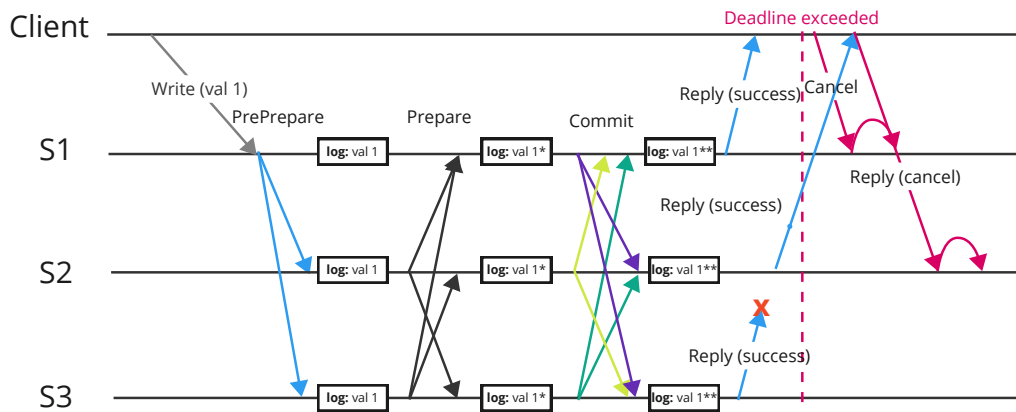 Deadline exceeded
Client
Write (val 1)
Reply (success)
Cancel
PrePrepare
Prepare
Commit
S1
log: val 1
log: val 1*
log: val 1**
Reply (cancel)
Reply (success)
S2
log: val 1
log: val 1*
log: val 1**
X
Reply (success)
S3
log: val 1
log: val 1*
log: val 1**